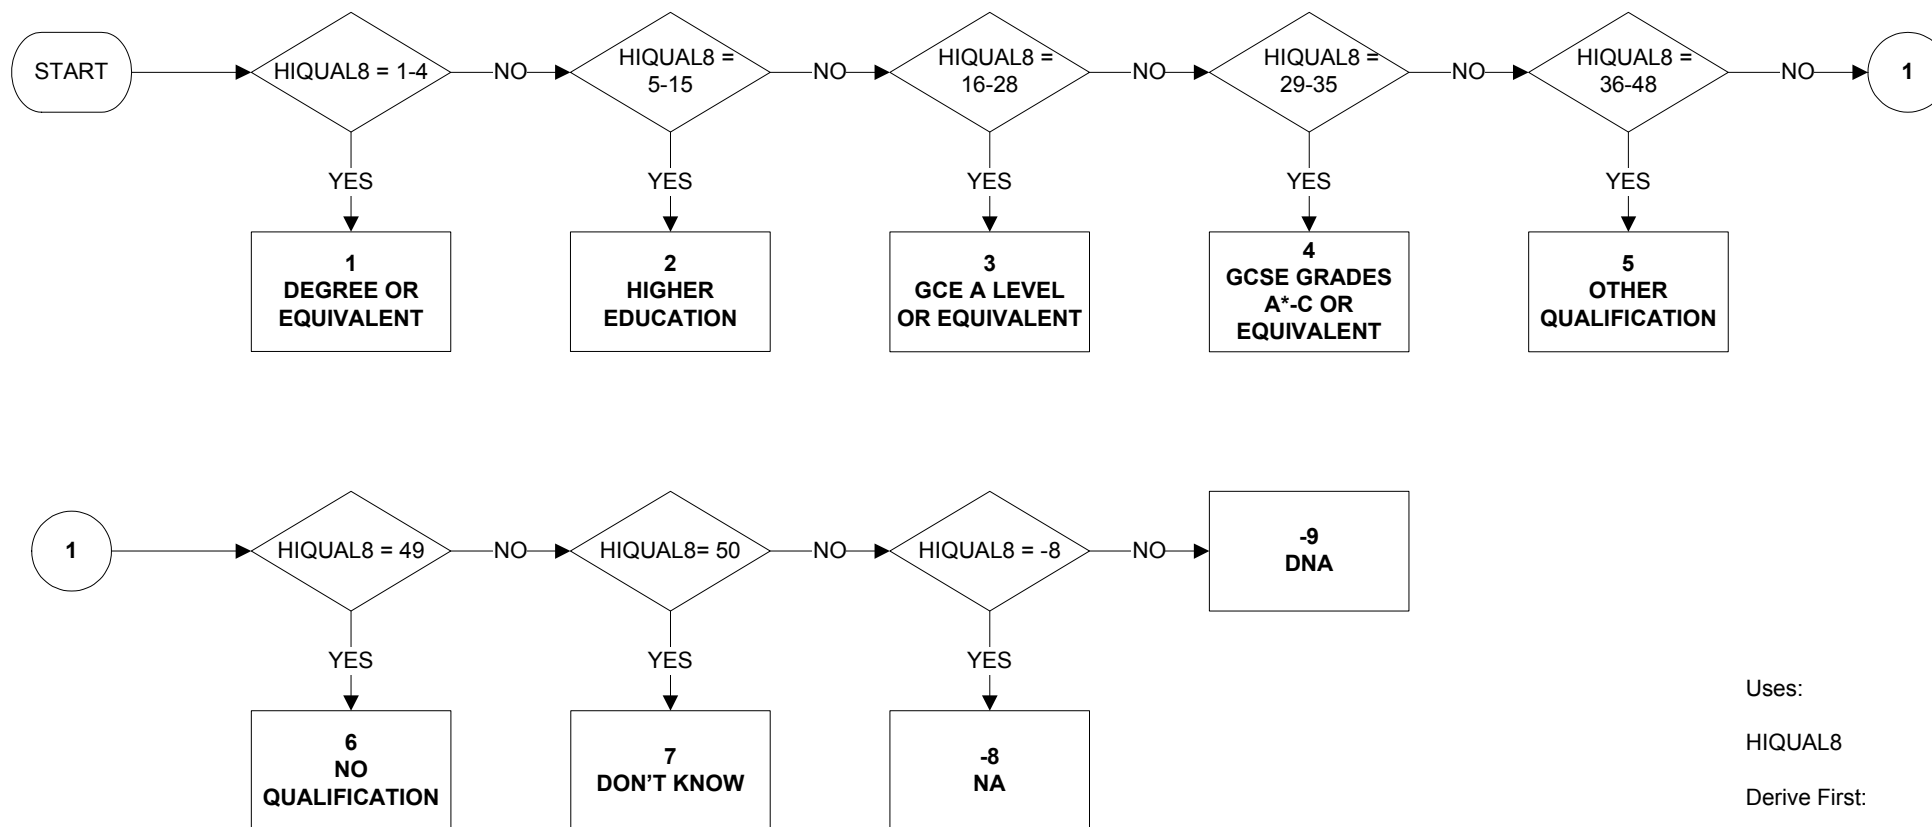 START
HIQUAL8 = 1-4
NO
HIQUAL8 =
5-15
NO
HIQUAL8 =
16-28
NO
HIQUAL8 =
29-35
NO
HIQUAL8 =
36-48
NO
1
YES
YES
YES
YES
YES
1
DEGREE OR
EQUIVALENT
2
HIGHER
EDUCATION
3
GCE A LEVEL
OR EQUIVALENT
4
GCSE GRADES
A*-C OR
EQUIVALENT
5
OTHER
QUALIFICATION
1
HIQUAL8 = 49
NO
HIQUAL8= 50
NO
HIQUAL8 = -8
NO
-9
DNA
YES
YES
YES
6
NO
QUALIFICATION
7
DON’T KNOW
-8
NA
Uses:
HIQUAL8
Derive First: